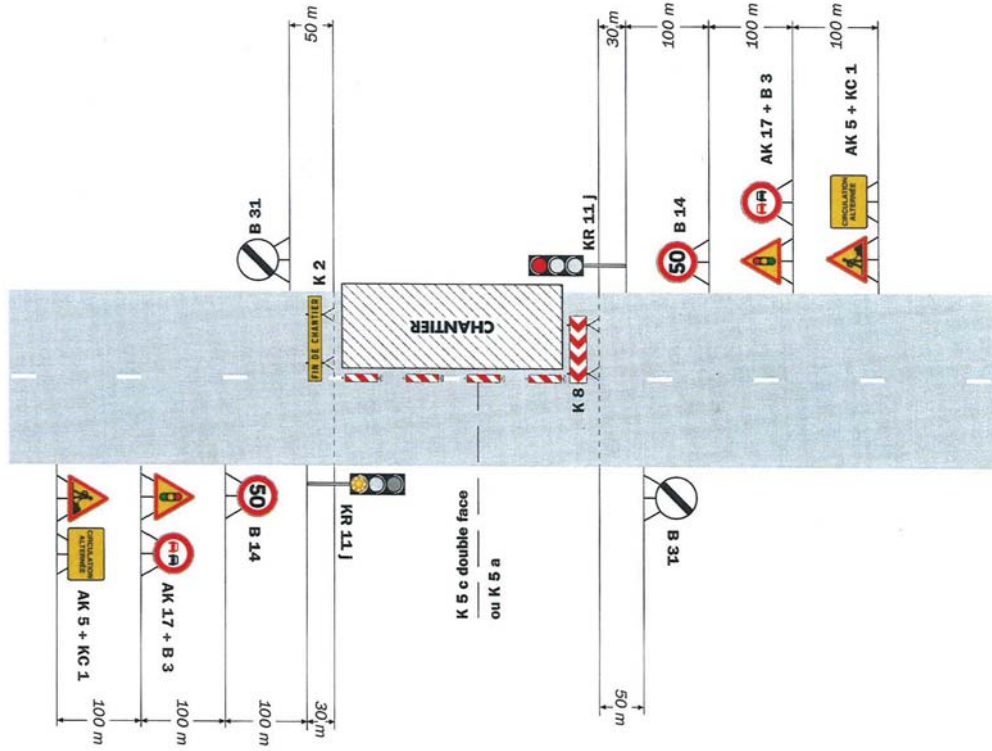 50 m
30 m
100 m
100 m
100 m
B 31
K 2
FIN DE CHANTIER
CHANTIER
KR 11 j
K 8
50
B 14
AK 17 + B 3
CIRCULATION
ALTERNÉE
AK 5 + KC 1
CIRCULATION
ALTERNÉE
AK 5 + KC 1
AK 17 + B 3
50
B 14
KR 11 j
K 5 c double face
ou K 5 a
B 31
100 m
100 m
100 m
30 m
50 m